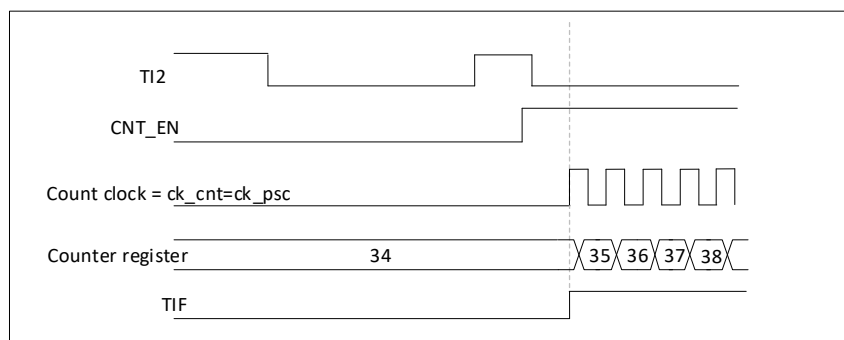 TI2
CNT_EN
Count clock = ck_cnt=ck_psc
Counter register 34 35 36 37 38
TIF